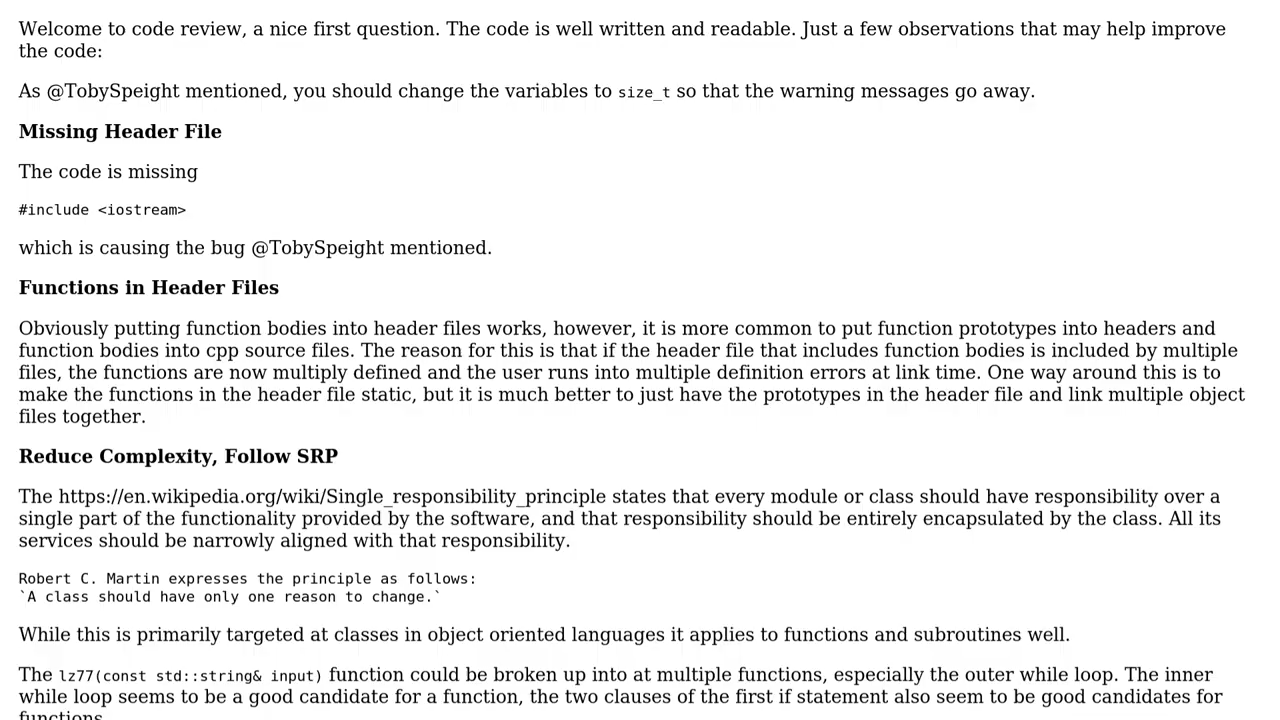 Welcome to code review, a nice first question. The code is well written and readable. Just a few observations that may help improve
the code:
As @TobySpeight mentioned, you should change the variables to size_t so that the warning messages go away.
Missing Header File
The code is missing
#include <iostream>
which is causing the bug @TobySpeight mentioned.
Functions in Header Files
Obviously putting function bodies into header files works, however, it is more common to put function prototypes into headers and
function bodies into cpp source files. The reason for this is that if the header file that includes function bodies is included by multiple
files, the functions are now multiply defined and the user runs into multiple definition errors at link time. One way around this is to
make the functions in the header file static, but it is much better to just have the prototypes in the header file and link multiple object
files together.
Reduce Complexity, Follow SRP
The https://en.wikipedia.org/wiki/Single_responsibility_principle states that every module or class should have responsibility over a
single part of the functionality provided by the software, and that responsibility should be entirely encapsulated by the class. All its
services should be narrowly aligned with that responsibility.
Robert C. Martin expresses the principle as follows:
`A class should have only one reason to change.`
While this is primarily targeted at classes in object oriented languages it applies to functions and subroutines well.
The lz77(const std::string& input) function could be broken up into at multiple functions, especially the outer while loop. The inner
while loop seems to be a good candidate for a function, the two clauses of the first if statement also seem to be good candidates for
functions.